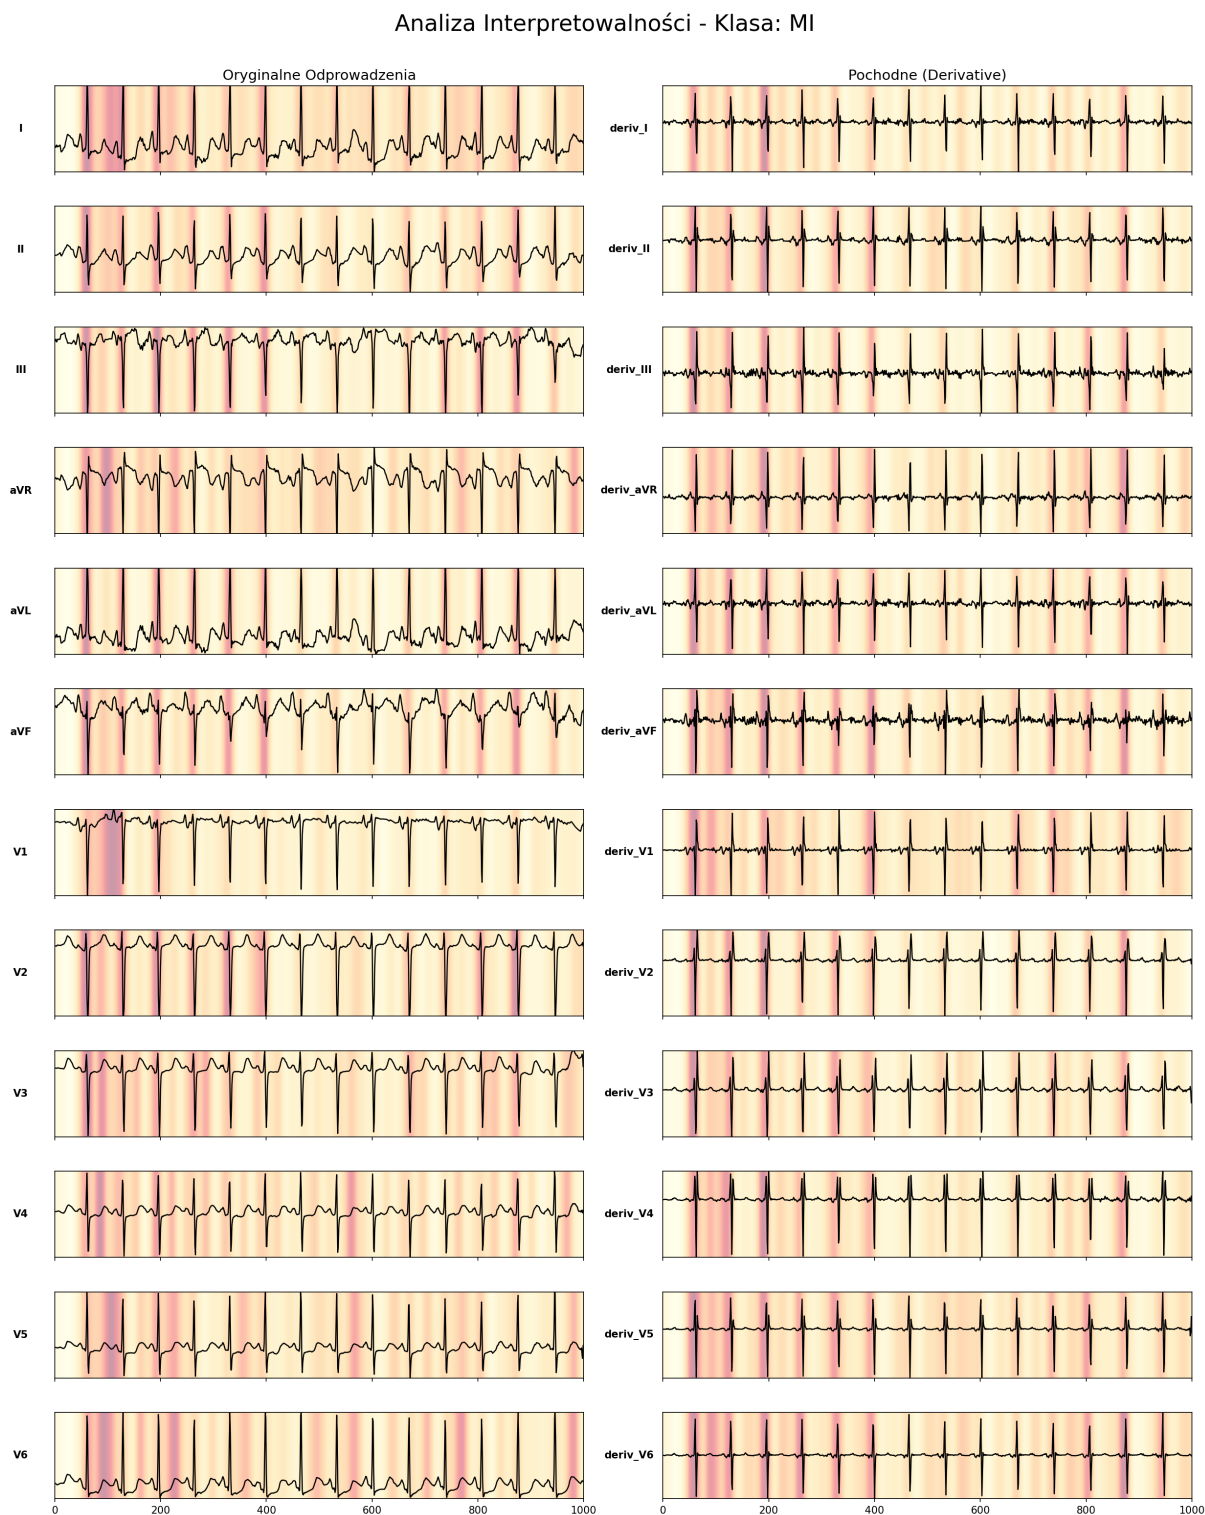 Analiza Interpretowalności - Klasa: MI
Oryginalne Odprowadzenia
Pochodne (Derivative)
I
deriv_I
II
deriv_II
III
deriv_III
aVR
deriv_aVR
aVL
deriv_aVL
aVF
deriv_aVF
V1
deriv_V1
V2
deriv_V2
V3
deriv_V3
V4
deriv_V4
V5
deriv_V5
V6
deriv_V6
0 200 400 600 800 1000
0 200 400 600 800 1000